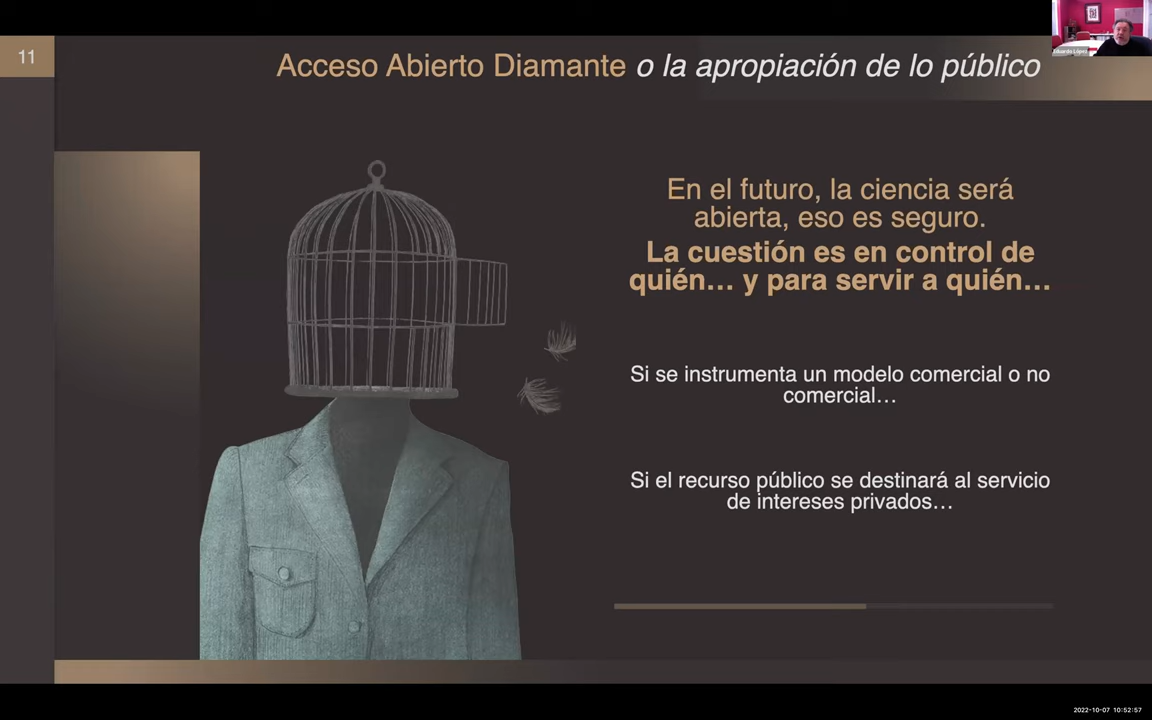 11
Acceso Abierto Diamante o la apropiación de lo público
Eduardo López
En el futuro, la ciencia será
abierta, eso es seguro.
La cuestión es en control de
quién… y para servir a quién…
Si se instrumenta un modelo comercial o no
comercial…
Si el recurso público se destinará al servicio
de intereses privados…
2022-10-07 10:52:57